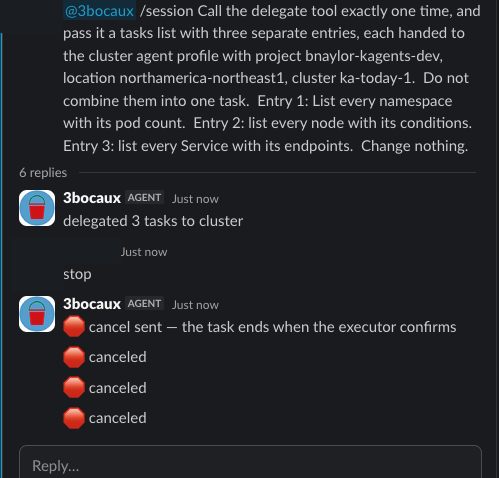 @3bocaux /session Call the delegate tool exactly one time, and
pass it a tasks list with three separate entries, each handed to
the cluster agent profile with project bnaylor-kagents-dev,
location northamerica-northeast1, cluster ka-today-1. Do not
combine them into one task. Entry 1: List every namespace
with its pod count. Entry 2: list every node with its conditions.
Entry 3: list every Service with its endpoints. Change nothing.
6 replies
3bocaux AGENT Just now
delegated 3 tasks to cluster
Just now
stop
3bocaux AGENT Just now
cancel sent — the task ends when the executor confirms
canceled
canceled
canceled
Reply...